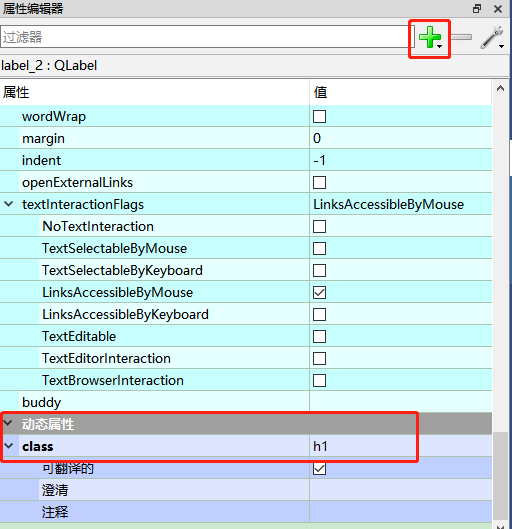 属性编辑器
过滤器
label_2 : QLabel
属性 值
wordWrap
margin 0
indent -1
openExternalLinks
textInteractionFlags LinksAccessibleByMouse
NoTextInteraction
TextSelectableByMouse
TextSelectableByKeyboard
LinksAccessibleByMouse
LinksAccessibleByKeyboard
TextEditable
TextEditorInteraction
TextBrowserInteraction
buddy
动态属性
class h1
可翻译的
澄清
注释